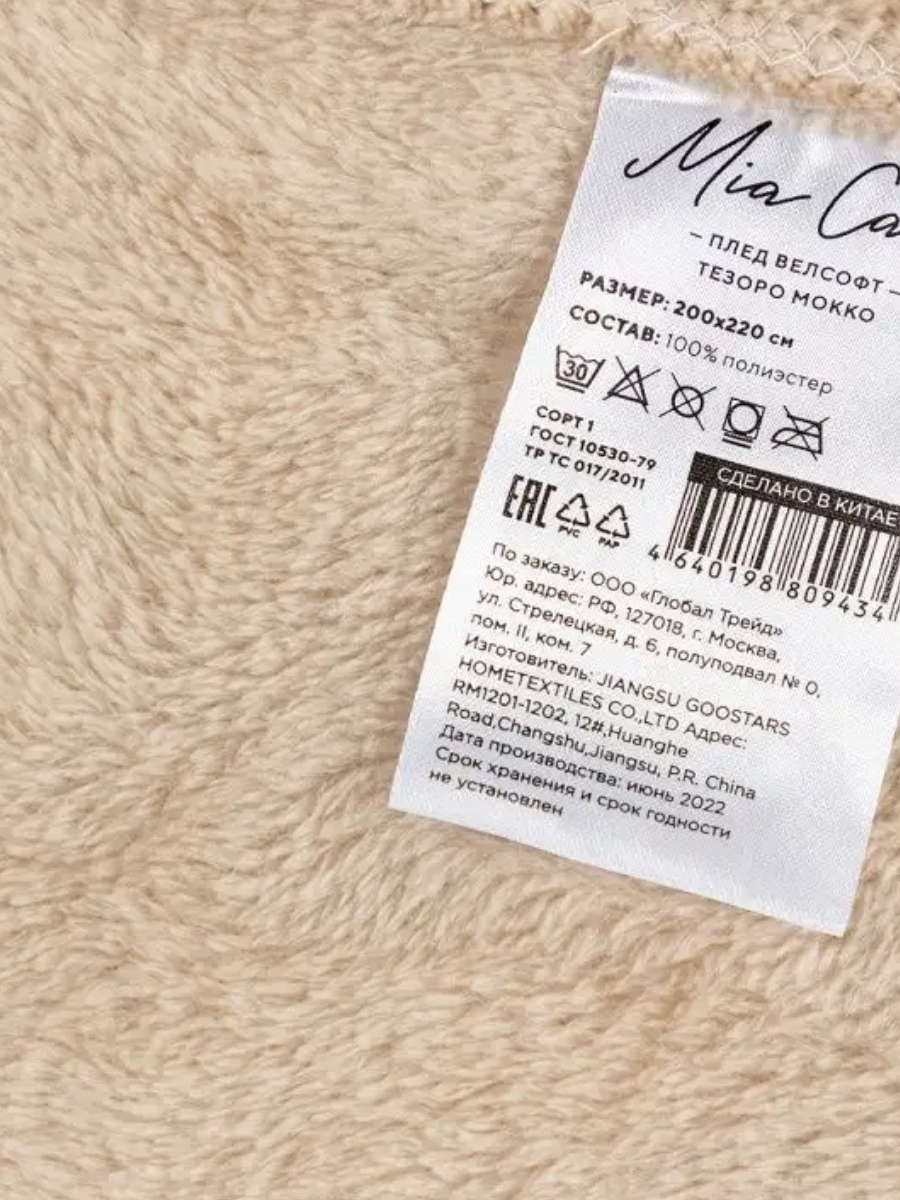 Mia Ca
– ПЛЕД ВЕЛСОФТ –
ТЕЗОРО МОККО
РАЗМЕР: 200x220 см
СОСТАВ: 100% полиэстер
30
СОРТ 1
ГОСТ 10530-79
ТР ТС 017/2011
СДЕЛАНО В КИТАЕ
EAC
PVC PAP
4 640198 809434
По заказу: ООО «Глобал Трейд»
Юр. адрес: РФ, 127018, г. Москва,
ул. Стрелецкая, д. 6, полуподвал № 0,
пом. II, ком. 7
Изготовитель: JIANGSU GOOSTARS
HOMETEXTILES CO.,LTD Адрес:
RM1201-1202, 12#,Huanghe
Road,Changshu,Jiangsu, P.R. China
Дата производства: июнь 2022
Срок хранения и срок годности
не установлен